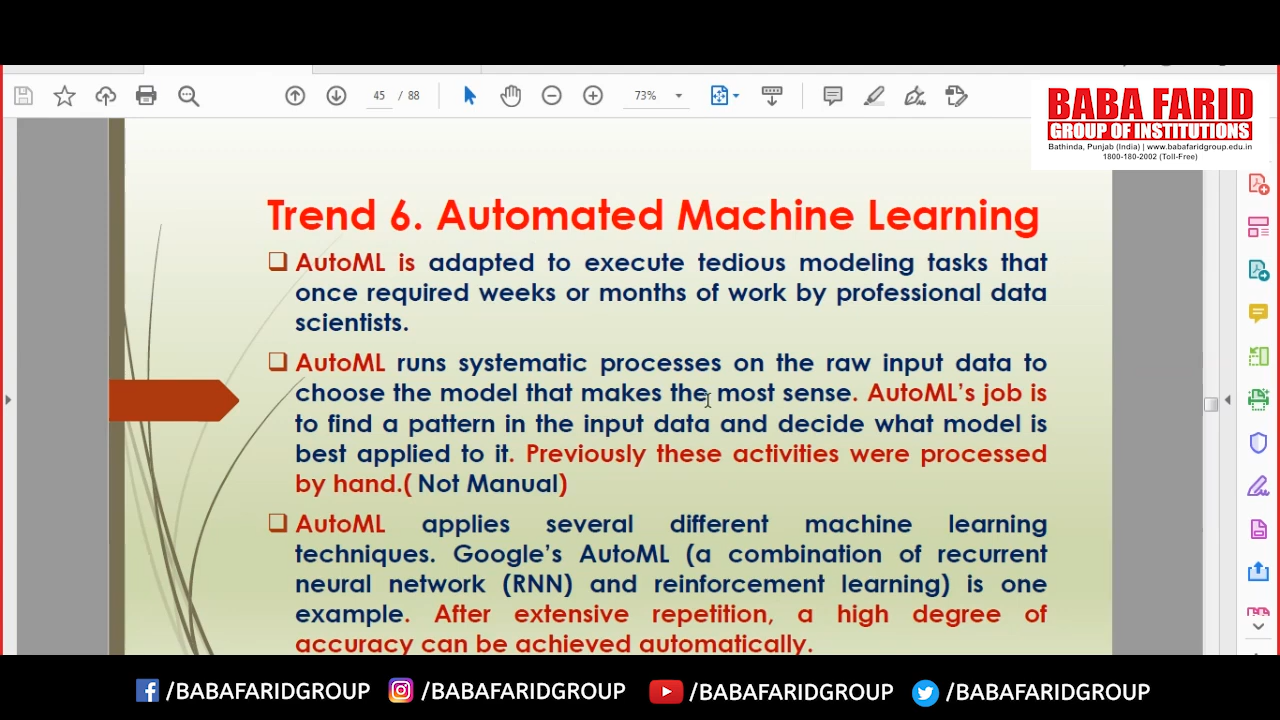 45 / 88
73%
BABA FARID
GROUP OF INSTITUTIONS
Bathinda, Punjab (India) | www.babafaridgroup.edu.in
1800-180-2002 (Toll-Free)
Trend 6. Automated Machine Learning
❑ AutoML is adapted to execute tedious modeling tasks that
once required weeks or months of work by professional data
scientists.
❑ AutoML runs systematic processes on the raw input data to
choose the model that makes the most sense. AutoML's job is
to find a pattern in the input data and decide what model is
best applied to it. Previously these activities were processed
by hand.( Not Manual)
❑ AutoML applies several different machine learning
techniques. Google's AutoML (a combination of recurrent
neural network (RNN) and reinforcement learning) is one
example. After extensive repetition, a high degree of
accuracy can be achieved automatically.
/BABAFARIDGROUP /BABAFARIDGROUP /BABAFARIDGROUP /BABAFARIDGROUP